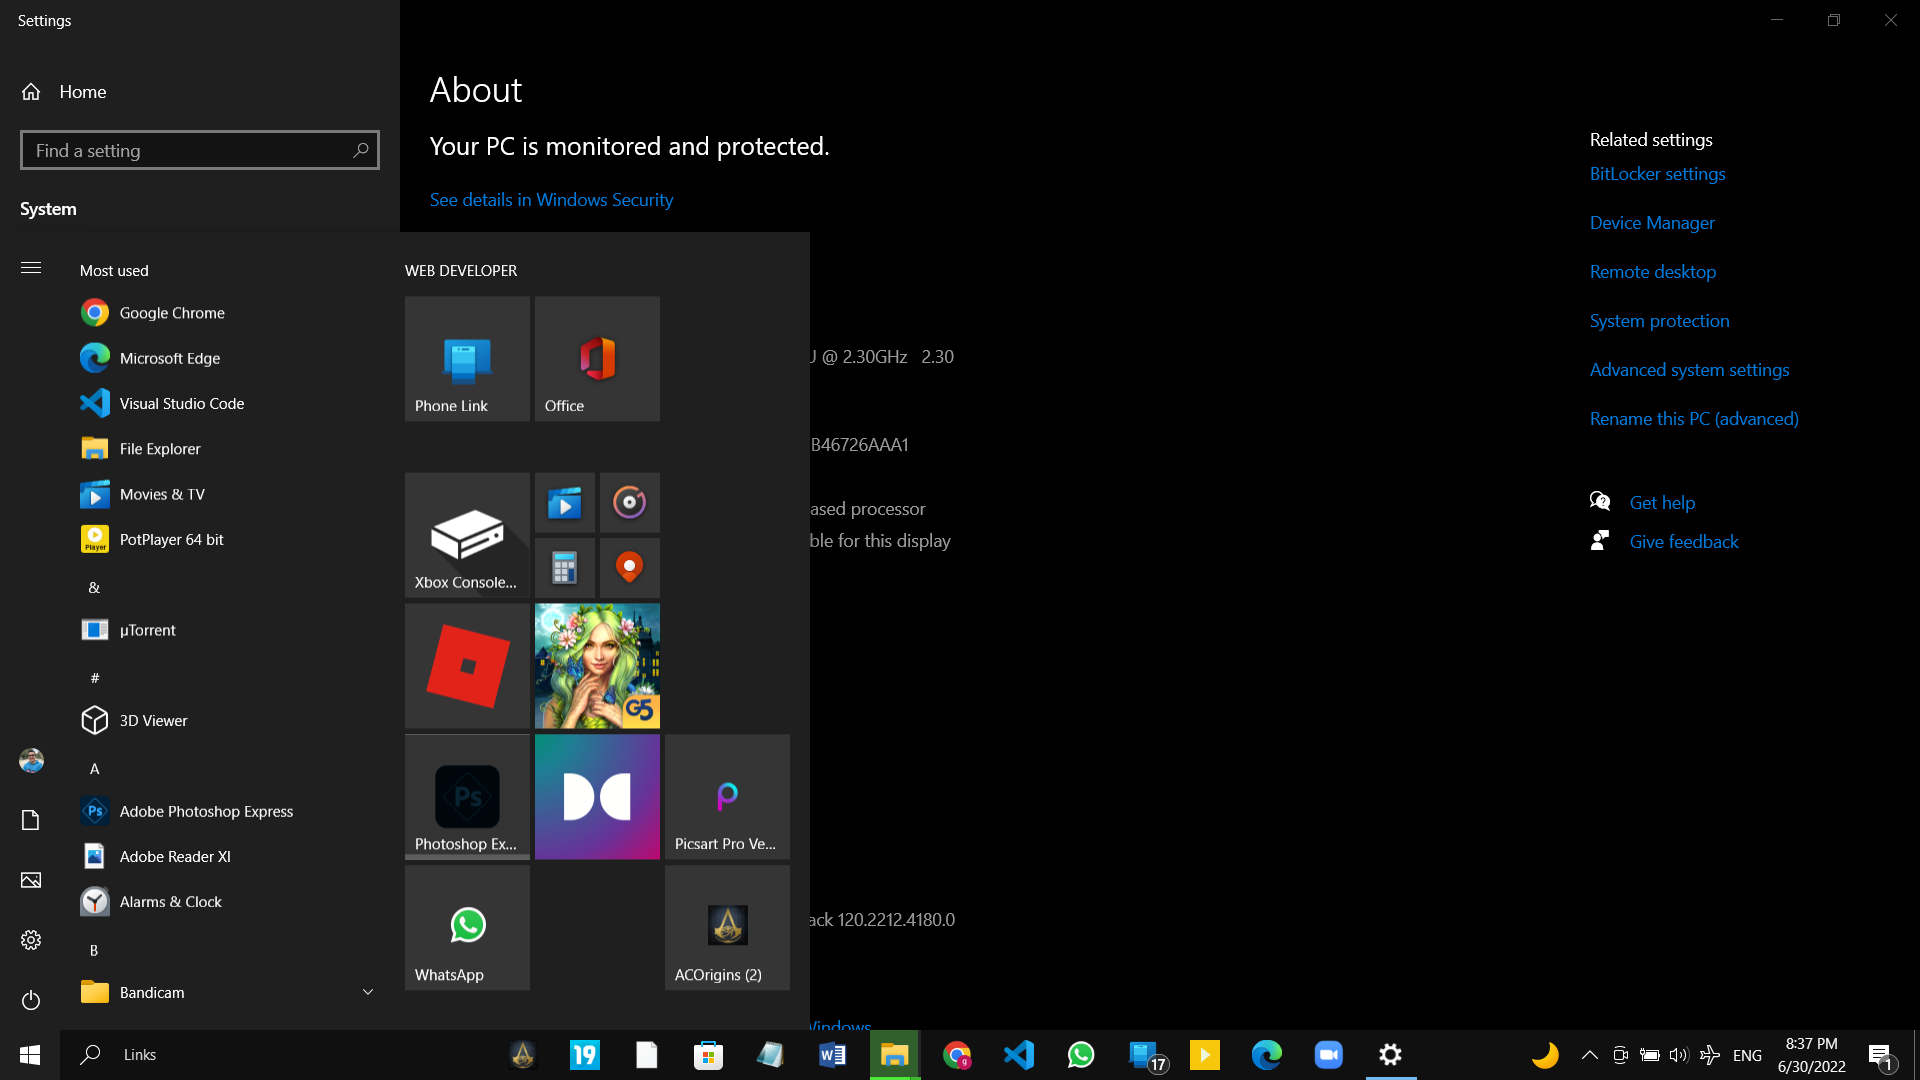 Settings
Home
Find a setting
System
About
Your PC is monitored and protected.
See details in Windows Security
U @ 2.30GHz 2.30
B46726AAA1
ased processor
ble for this display
ack 120.2212.4180.0
Windows
Related settings
BitLocker settings
Device Manager
Remote desktop
System protection
Advanced system settings
Rename this PC (advanced)
Get help
Give feedback
Most used
Google Chrome
Microsoft Edge
Visual Studio Code
File Explorer
Movies & TV
Player
PotPlayer 64 bit
&
µTorrent
#
3D Viewer
A
Ps
Adobe Photoshop Express
Adobe Reader XI
Alarms & Clock
B
Bandicam
WEB DEVELOPER
Phone Link
Office
Xbox Console...
G5
Ps
Photoshop Ex...
Picsart Pro Ve...
WhatsApp
ACOrigins (2)
Links
19
9
17
ENG
8:37 PM
6/30/2022
1